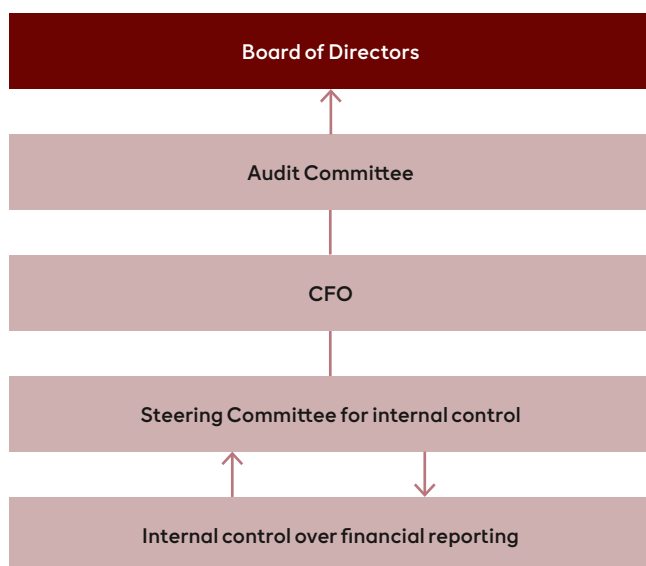 Board of Directors
Audit Committee
CFO
Steering Committee for internal control
Internal control over financial reporting